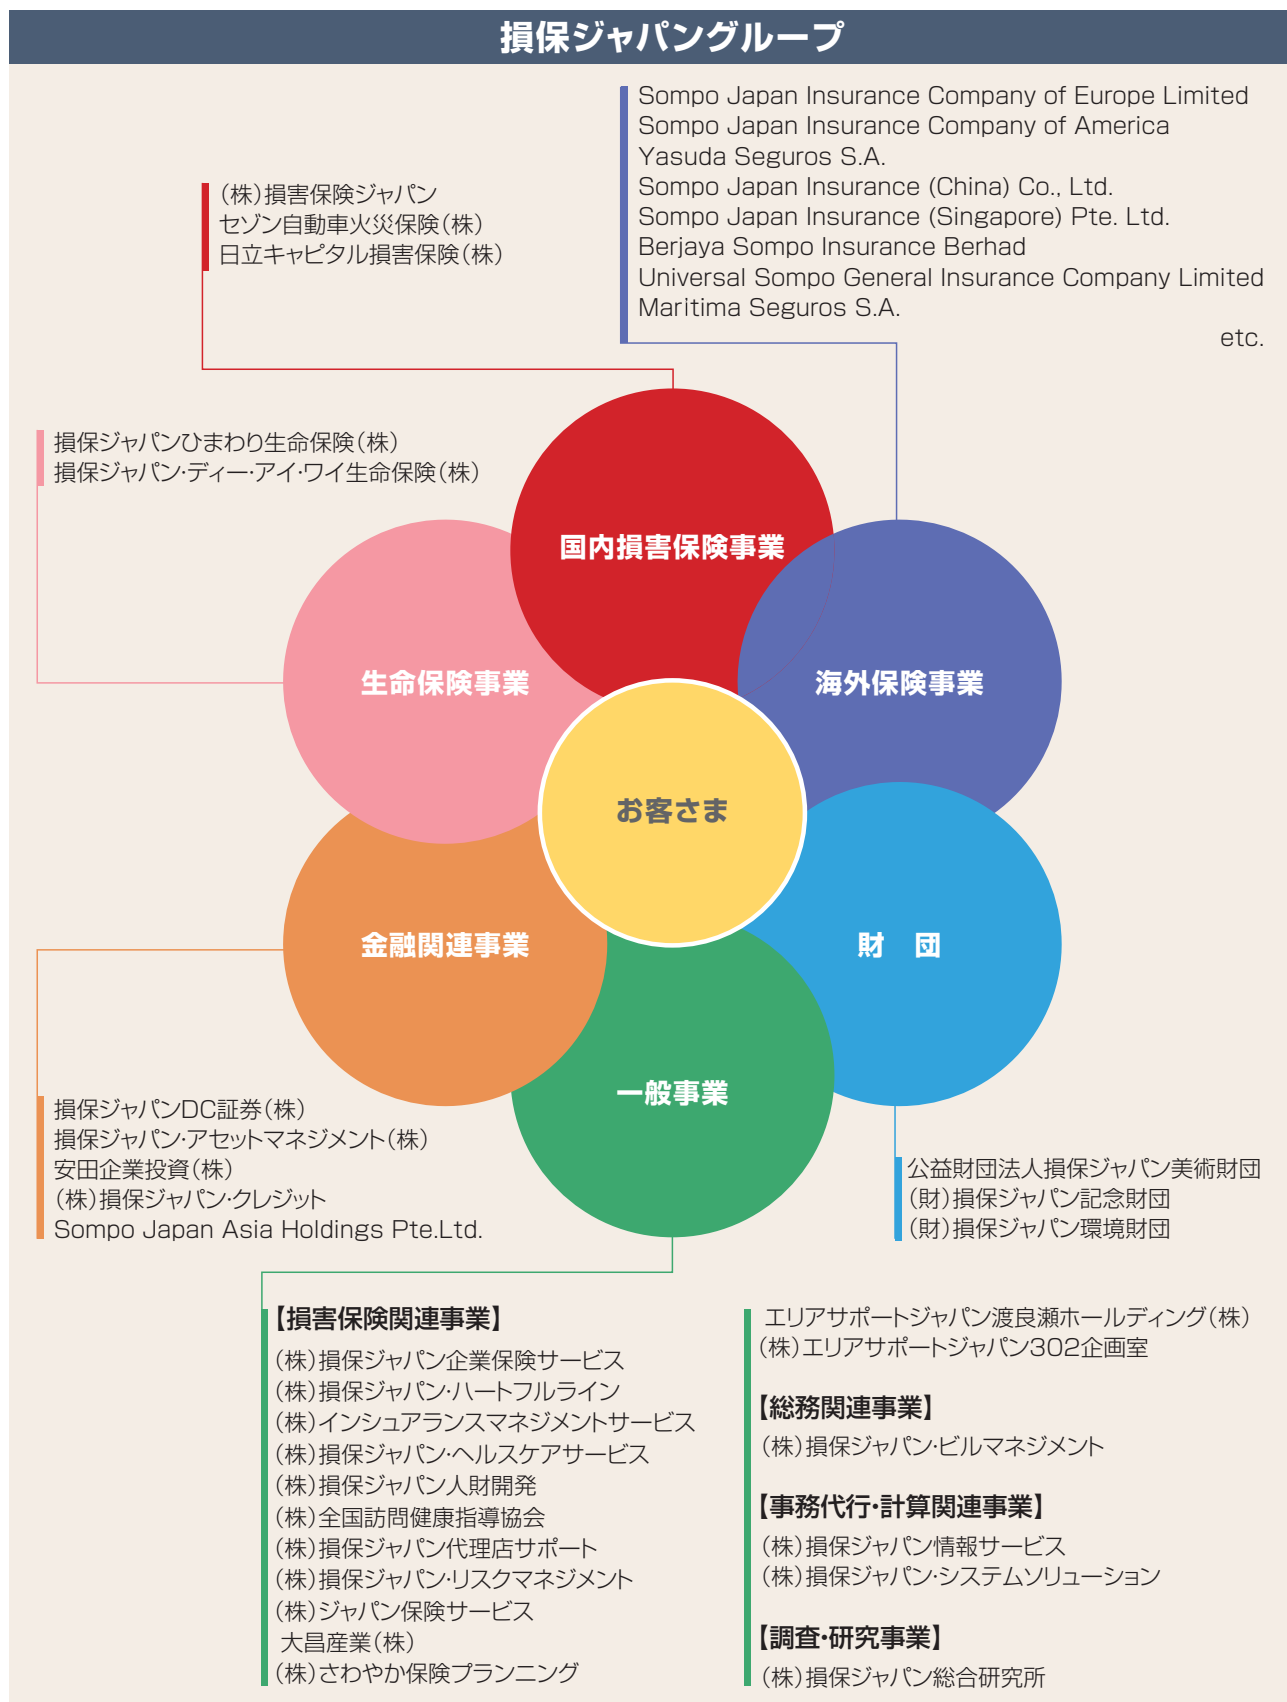 損保ジャパングループ
Sompo Japan Insurance Company of Europe Limited
Sompo Japan Insurance Company of America
Yasuda Seguros S.A.
Sompo Japan Insurance (China) Co., Ltd.
Sompo Japan Insurance (Singapore) Pte. Ltd.
Berjaya Sompo Insurance Berhad
Universal Sompo General Insurance Company Limited
Maritima Seguros S.A.
etc.
(株)損害保険ジャパン
セゾン自動車火災保険(株)
日立キャピタル損害保険(株)
損保ジャパンひまわり生命保険(株)
損保ジャパン・ディー・アイ・ワイ生命保険(株)
国内損害保険事業
生命保険事業
海外保険事業
お客さま
金融関連事業
財　団
一般事業
損保ジャパンDC証券(株)
損保ジャパン・アセットマネジメント(株)
安田企業投資(株)
(株)損保ジャパン・クレジット
Sompo Japan Asia Holdings Pte.Ltd.
公益財団法人損保ジャパン美術財団
(財)損保ジャパン記念財団
(財)損保ジャパン環境財団
【損害保険関連事業】
(株)損保ジャパン企業保険サービス
(株)損保ジャパン・ハートフルライン
(株)インシュアランスマネジメントサービス
(株)損保ジャパン・ヘルスケアサービス
(株)損保ジャパン人財開発
(株)全国訪問健康指導協会
(株)損保ジャパン代理店サポート
(株)損保ジャパン・リスクマネジメント
(株)ジャパン保険サービス
大昌産業(株)
(株)さわやか保険プランニング
エリアサポートジャパン渡良瀬ホールディング(株)
(株)エリアサポートジャパン302企画室
【総務関連事業】
(株)損保ジャパン・ビルマネジメント
【事務代行・計算関連事業】
(株)損保ジャパン情報サービス
(株)損保ジャパン・システムソリューション
【調査・研究事業】
(株)損保ジャパン総合研究所